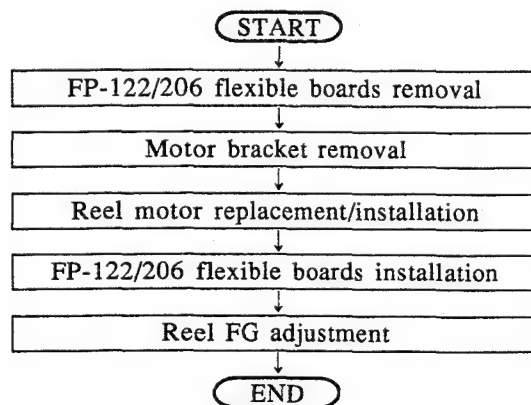 START
FP-122/206 flexible boards removal
Motor bracket removal
Reel motor replacement/installation
FP-122/206 flexible boards installation
Reel FG adjustment
END